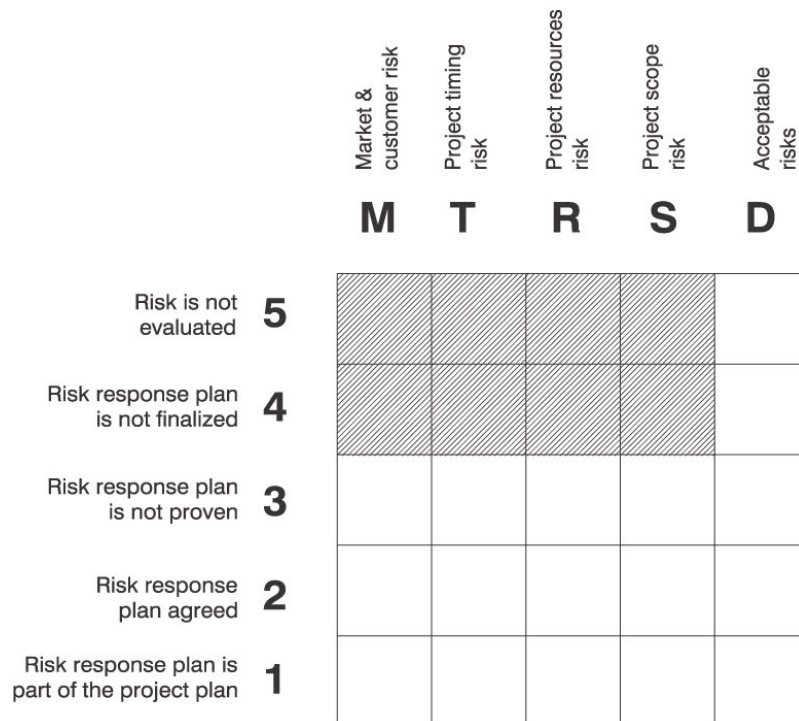 Market &
customer risk
Project timing
risk
Project resources
risk
Project scope
risk
Acceptable
risks
M T R S D
Risk is not
evaluated 5
Risk response plan
is not finalized 4
Risk response plan
is not proven 3
Risk response
plan agreed 2
Risk response plan is
part of the project plan 1